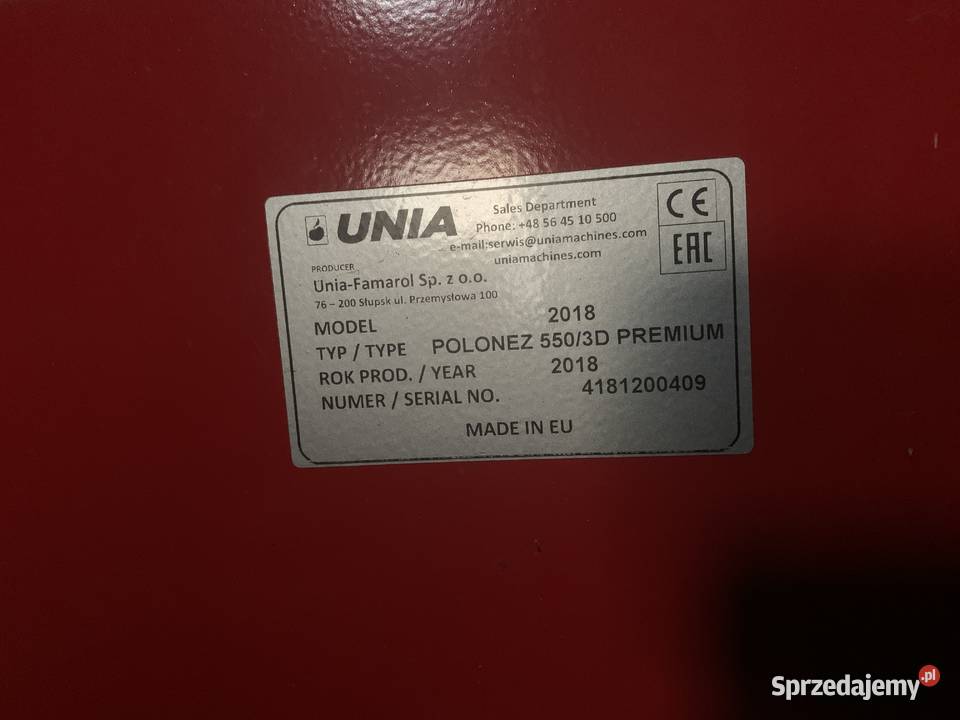 UNIA
Sales Department
Phone: +48 56 45 10 500
e-mail:serwis@uniamachines.com
uniamachines.com
CE
EAC
PRODUCER
Unia-Famarol Sp. z o.o.
76 – 200 Słupsk ul. Przemysłowa 100
MODEL 2018
TYP / TYPE POLONEZ 550/3D PREMIUM
ROK PROD. / YEAR 2018
NUMER / SERIAL NO. 4181200409
MADE IN EU
Sprzedajemy.pl